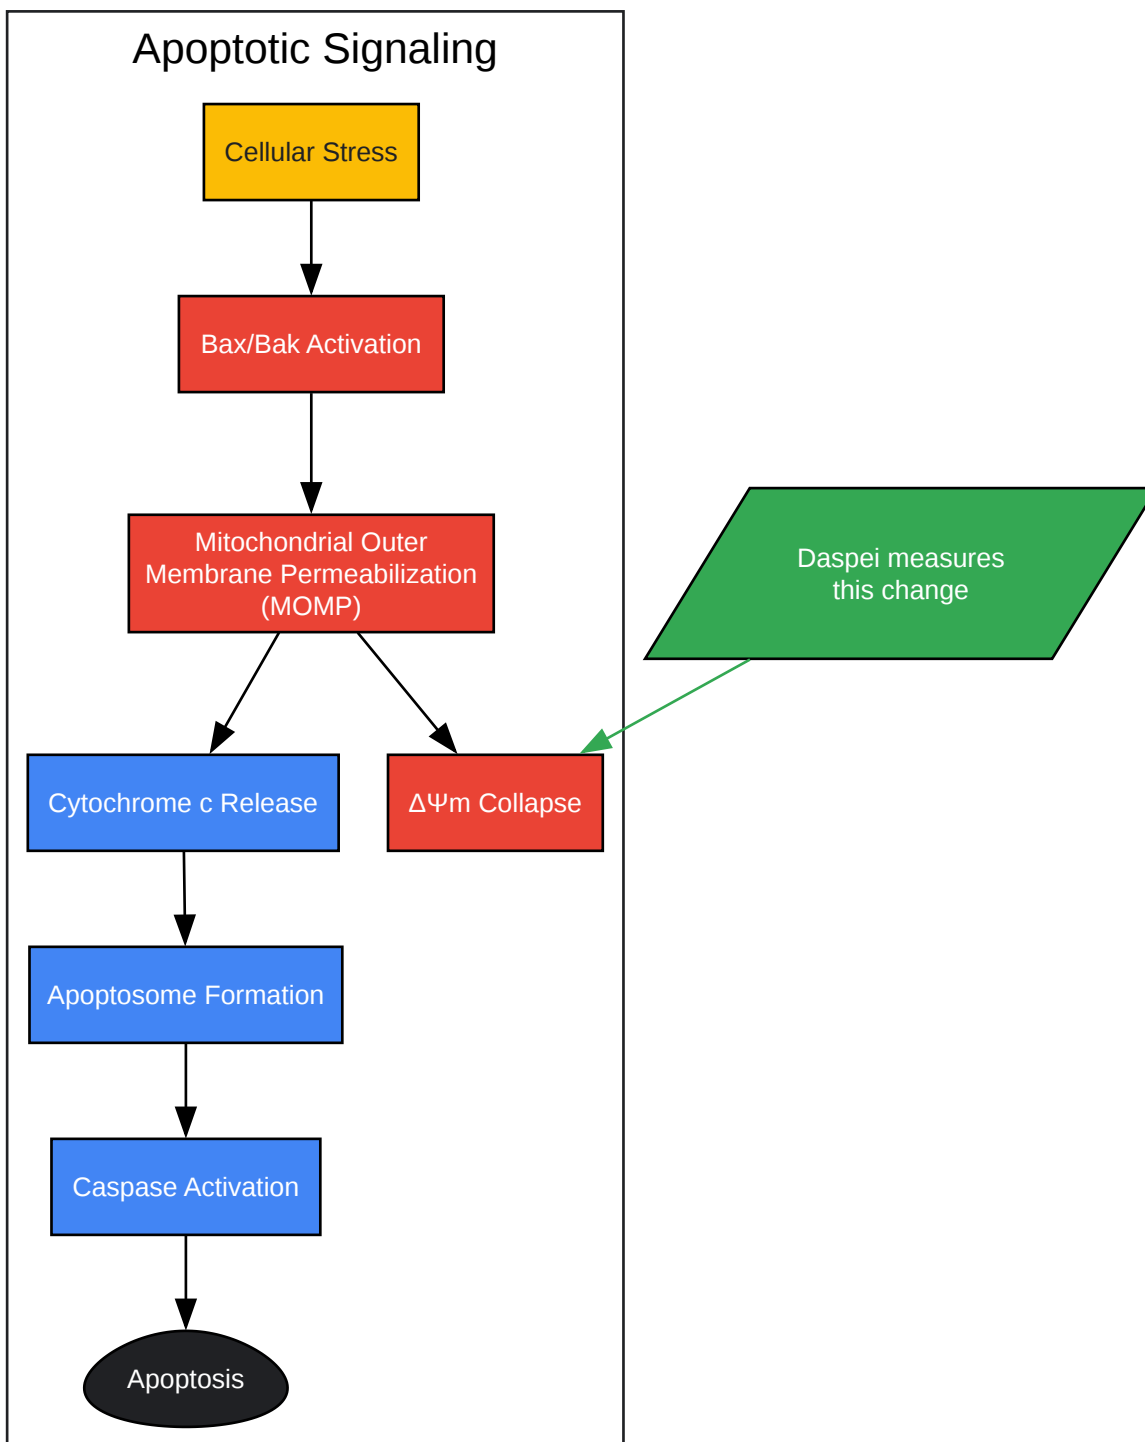 Apoptotic Signaling
Cellular Stress
Bax/Bak Activation
Mitochondrial Outer
Membrane Permeabilization
(MOMP)
Daspei measures
this change
Cytochrome c Release
ΔΨm Collapse
Apoptosome Formation
Caspase Activation
Apoptosis